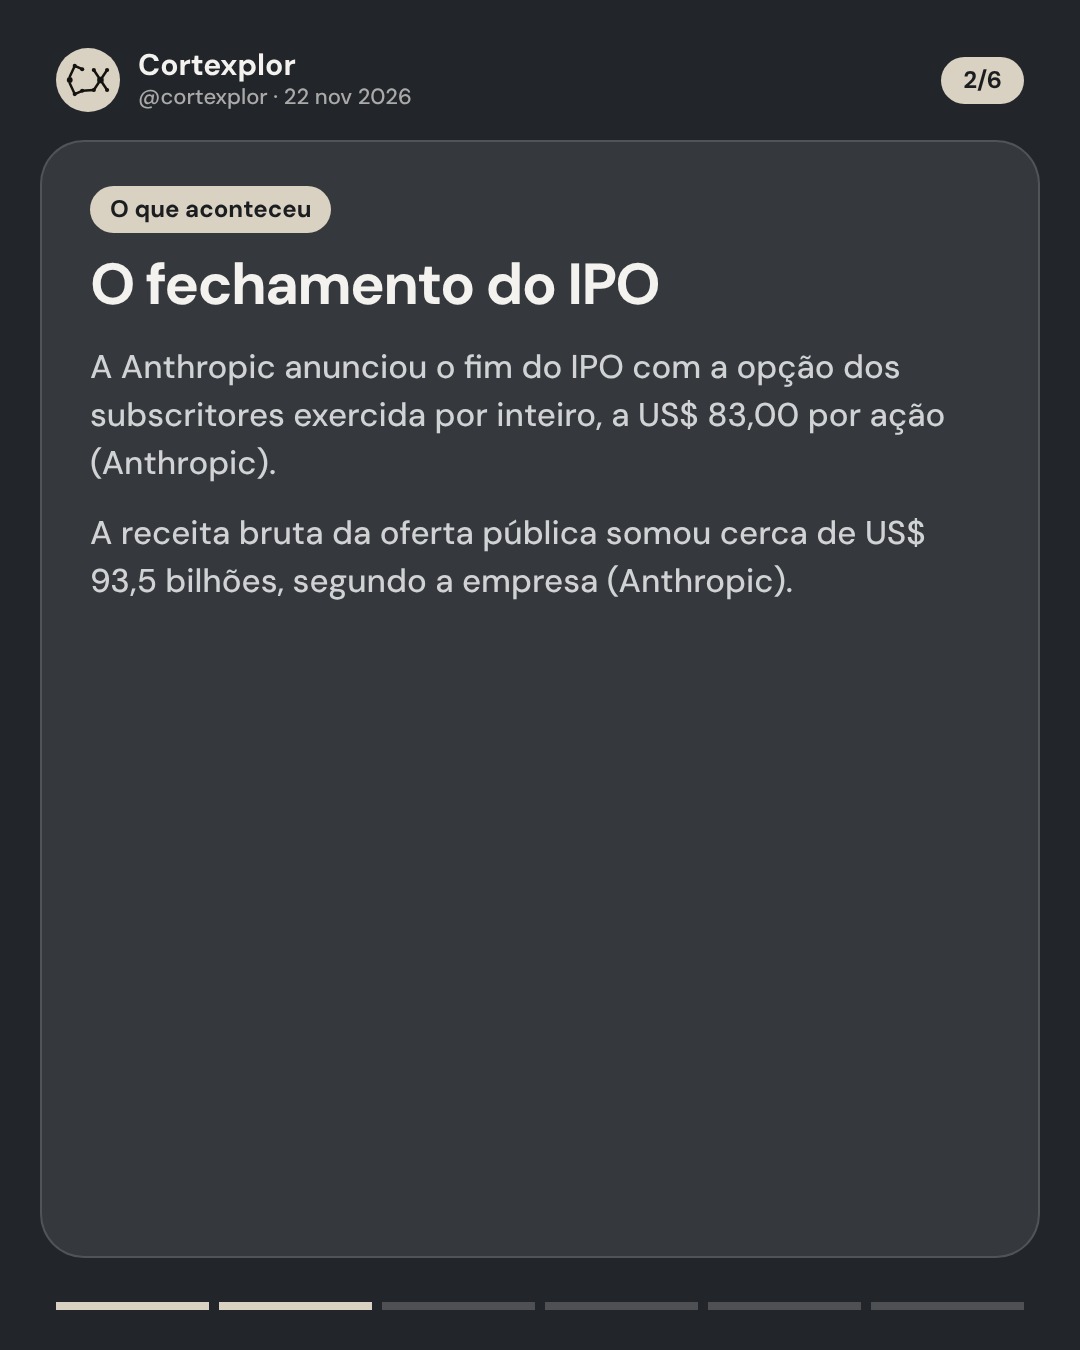 Cortexplor
@cortexplor · 22 nov 2026
2/6
O que aconteceu
O fechamento do IPO
A Anthropic anunciou o fim do IPO com a opção dos
subscritores exercida por inteiro, a US$ 83,00 por ação
(Anthropic).
A receita bruta da oferta pública somou cerca de US$
93,5 bilhões, segundo a empresa (Anthropic).